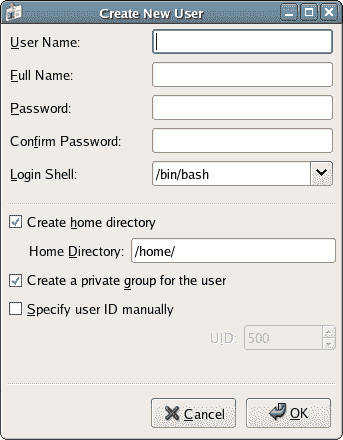 Create New User
User Name:
Full Name:
Password:
Confirm Password:
Login Shell: /bin/bash
Create home directory
Home Directory: /home/
Create a private group for the user
Specify user ID manually
UID: 500
Cancel OK